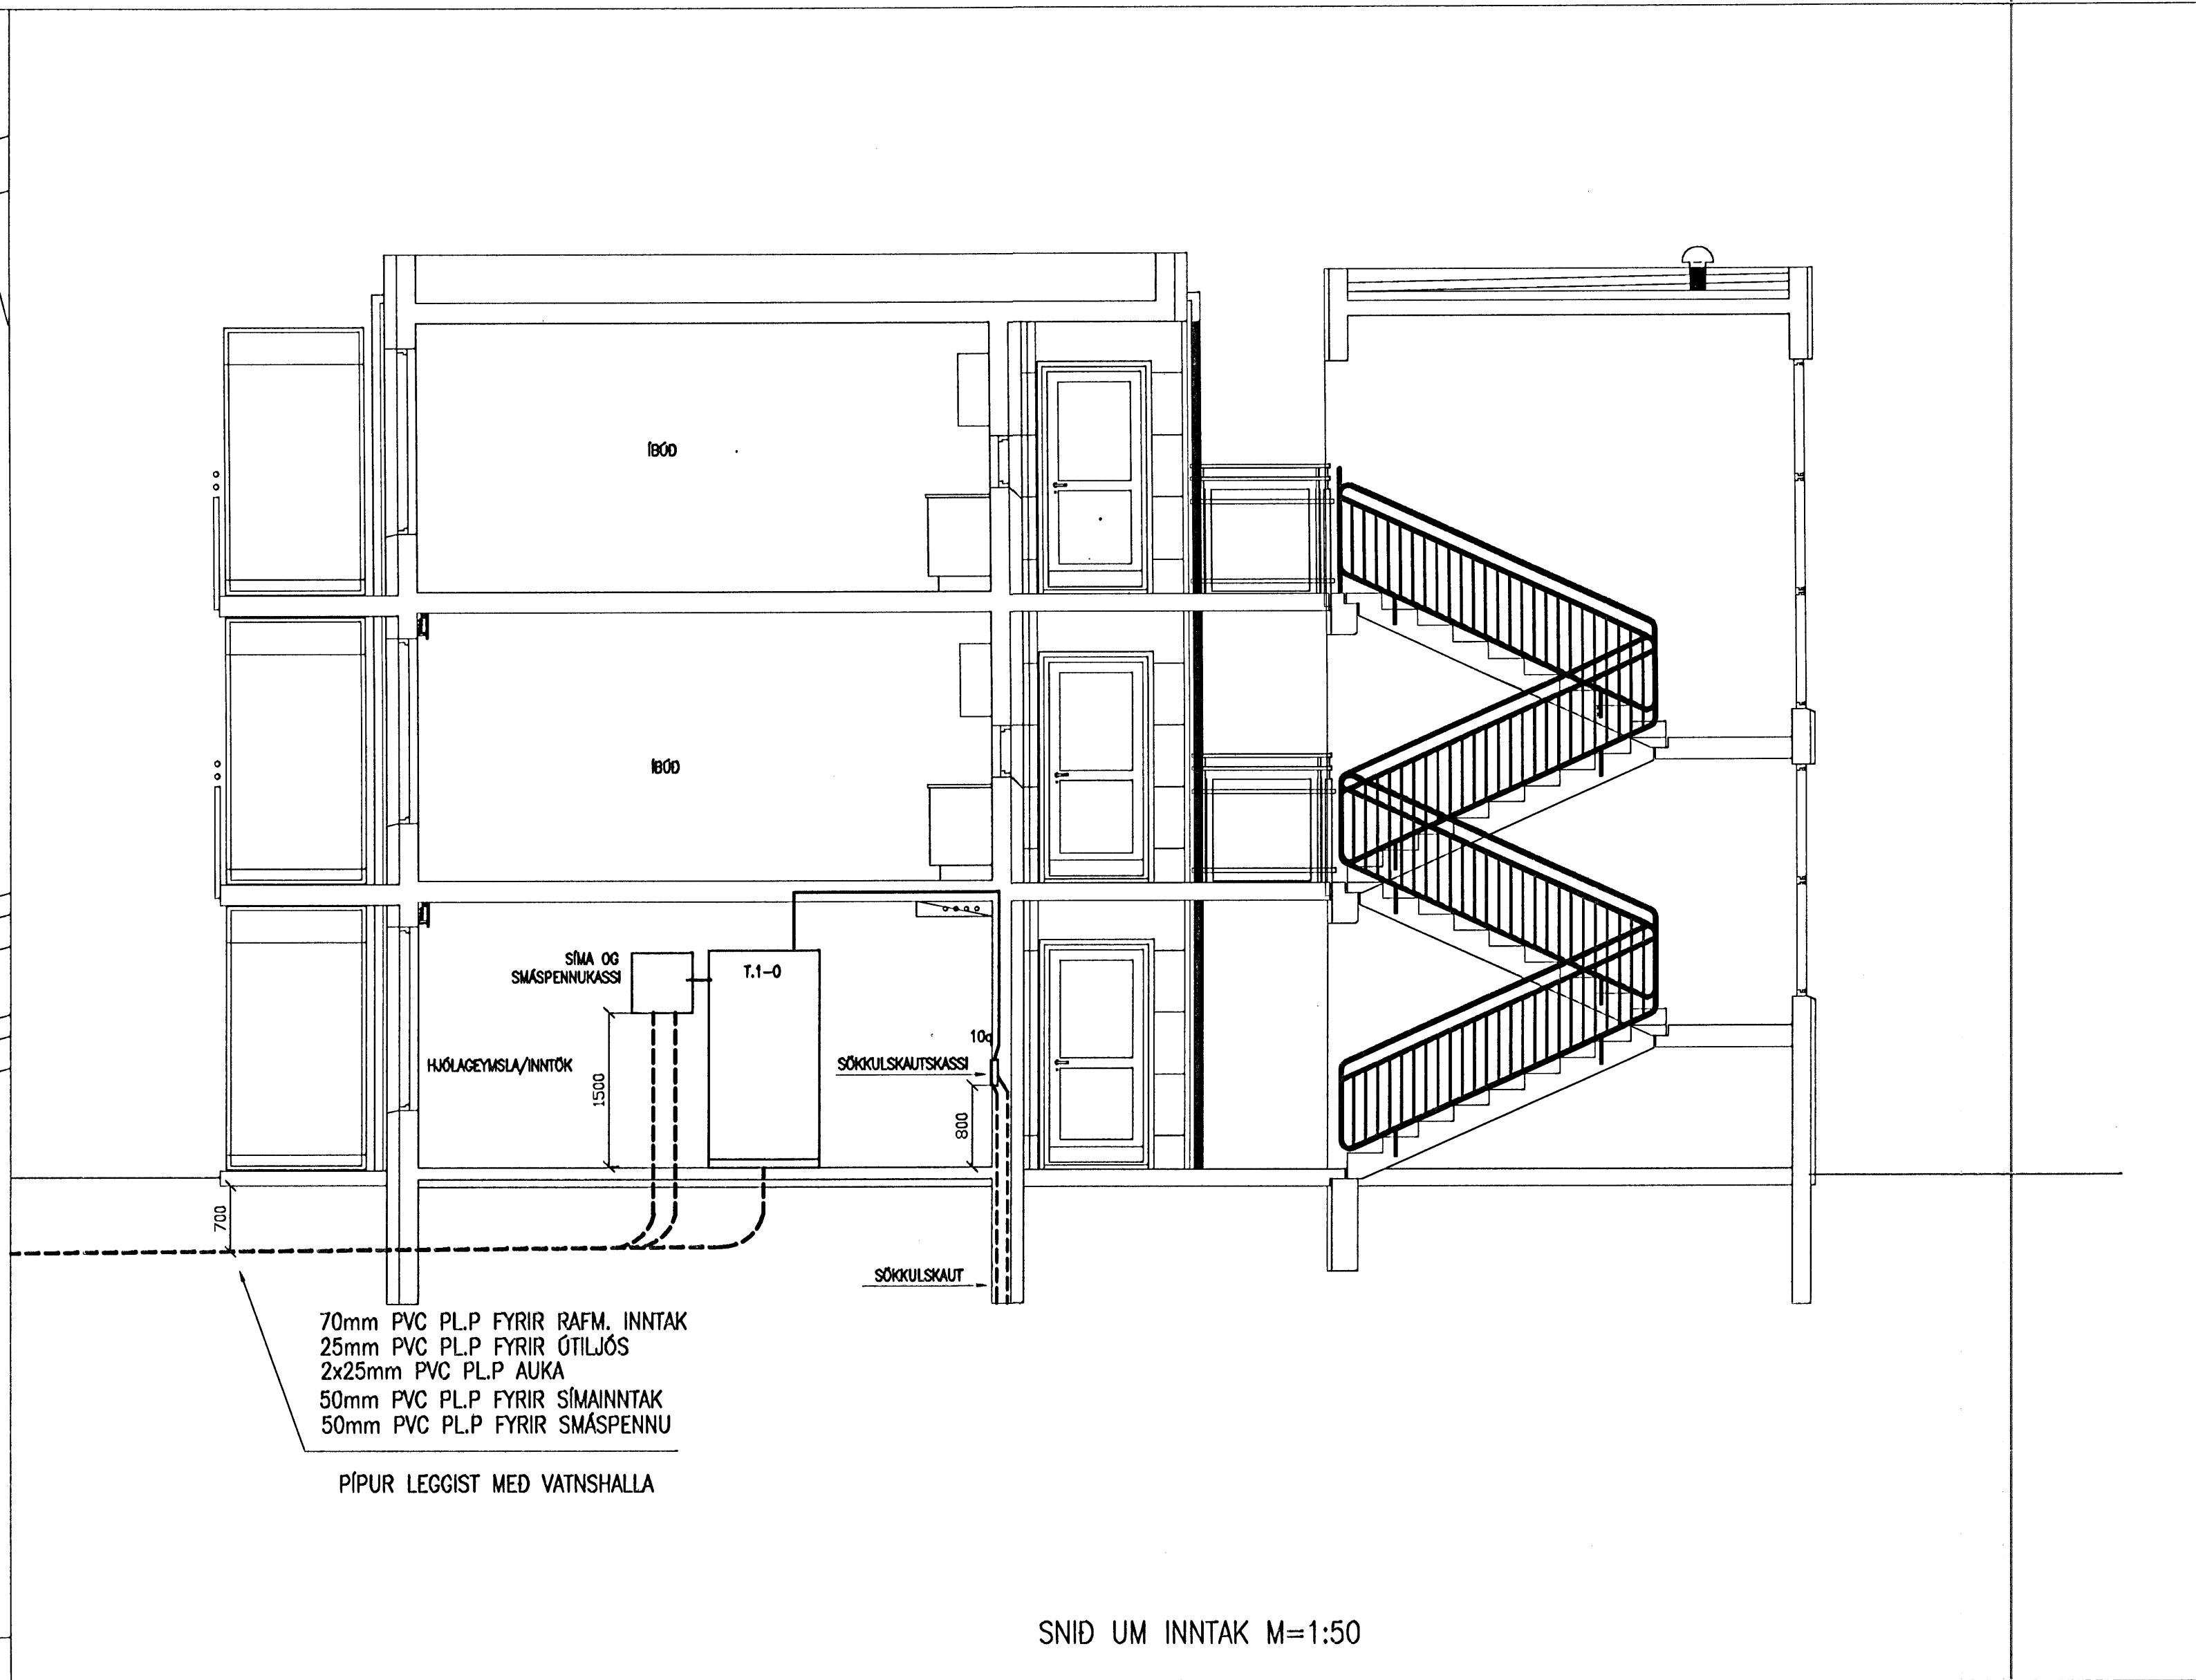 ÍBÚÐ
ÍBÚÐ
SÍMA OG
SMÁSPENNUKASSI
T.1-0
10q
HJÓLAGEYMSLA/INNTÖK
1500
SÖKKULSKAUTSKASSI
800
700
SÖKKULSKAUT
70mm PVC PL.P FYRIR RAFM. INNTAK
25mm PVC PL.P FYRIR ÚTILJÓS
2x25mm PVC PL.P AUKA
50mm PVC PL.P FYRIR SÍMAINNTAK
50mm PVC PL.P FYRIR SMÁSPENNU
PÍPUR LEGGIST MEÐ VATNSHALLA
SNIÐ UM INNTAK M=1:50